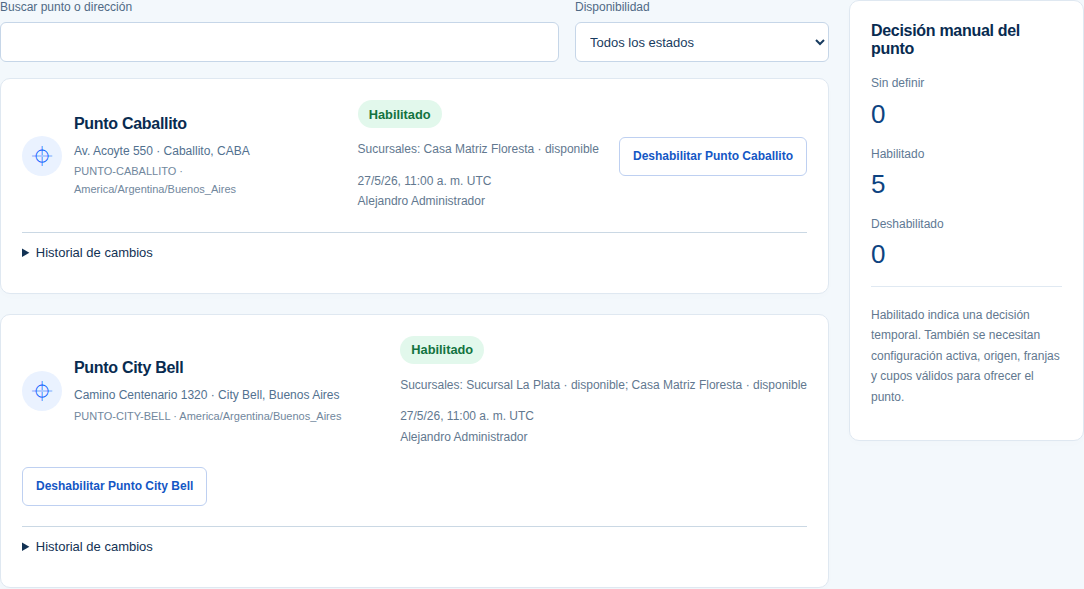 Buscar punto o dirección
Disponibilidad
Todos los estados
Punto Caballito
Av. Acoyte 550 · Caballito, CABA
PUNTO-CABALLITO ·
America/Argentina/Buenos_Aires
Habilitado
Sucursales: Casa Matriz Floresta · disponible
27/5/26, 11:00 a. m. UTC
Alejandro Administrador
Deshabilitar Punto Caballito
Historial de cambios
Punto City Bell
Camino Centenario 1320 · City Bell, Buenos Aires
PUNTO-CITY-BELL · America/Argentina/Buenos_Aires
Habilitado
Sucursales: Sucursal La Plata · disponible; Casa Matriz Floresta · disponible
27/5/26, 11:00 a. m. UTC
Alejandro Administrador
Deshabilitar Punto City Bell
Historial de cambios
Decisión manual del
punto
Sin definir
0
Habilitado
5
Deshabilitado
0
Habilitado indica una decisión
temporal. También se necesitan
configuración activa, origen, franjas
y cupos válidos para ofrecer el
punto.